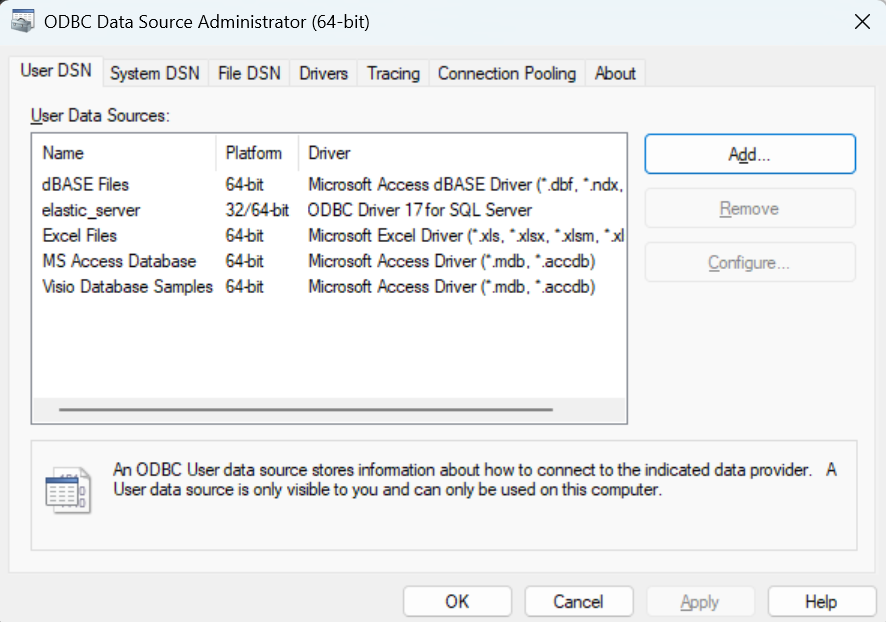 ODBC Data Source Administrator (64-bit)
User DSN System DSN File DSN Drivers Tracing Connection Pooling About
User Data Sources:
Name Platform Driver
dBASE Files 64-bit Microsoft Access dBASE Driver (*.dbf, *.ndx,
elastic_server 32/64-bit ODBC Driver 17 for SQL Server
Excel Files 64-bit Microsoft Excel Driver (*.xls, *.xlsx, *.xlsm, *.xl
MS Access Database 64-bit Microsoft Access Driver (*.mdb, *.accdb)
Visio Database Samples 64-bit Microsoft Access Driver (*.mdb, *.accdb)
Add...
Remove
Configure...
An ODBC User data source stores information about how to connect to the indicated data provider. A
User data source is only visible to you and can only be used on this computer.
OK Cancel Apply Help